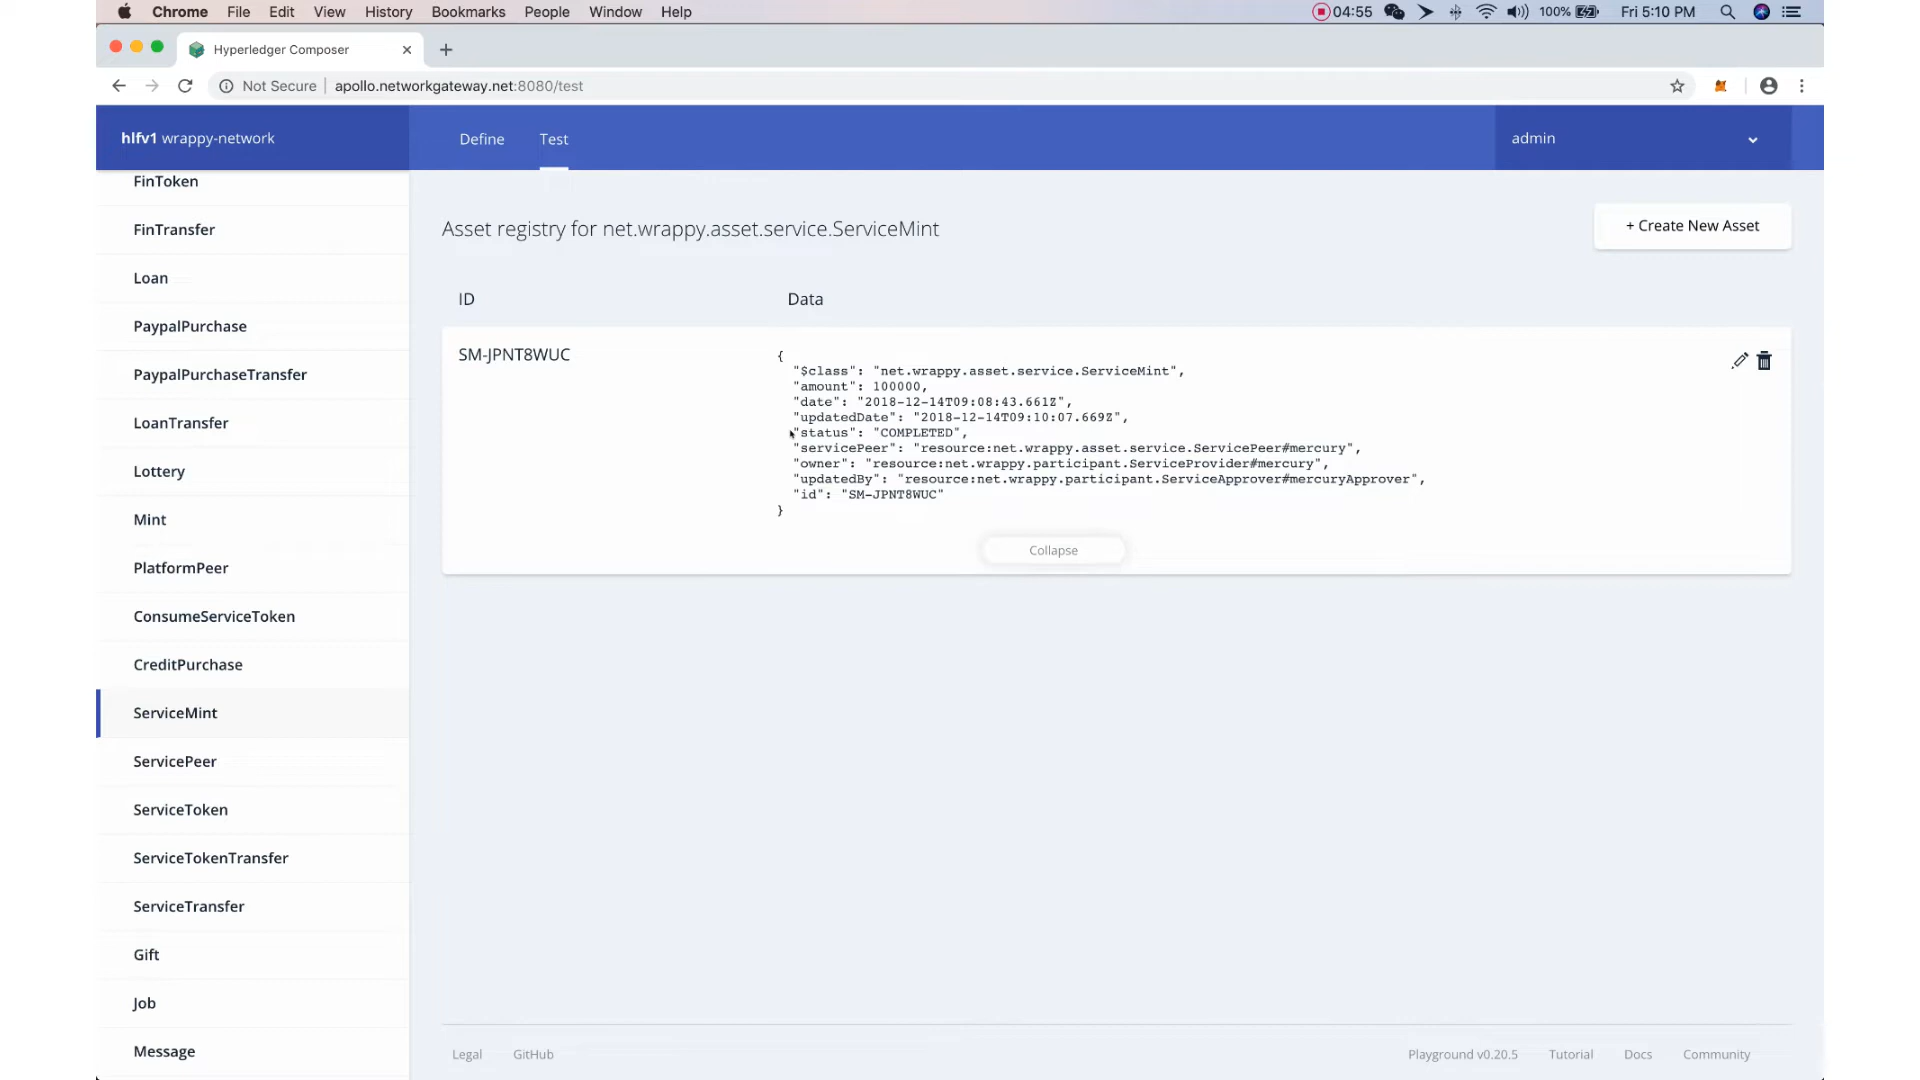 Chrome File Edit View History Bookmarks People Window Help 04:55 100% Fri 5:10 PM
Hyperledger Composer
Not Secure | apollo.networkgateway.net:8080/test
hlfv1 wrappy-network Define Test admin
FinToken
FinTransfer
Loan
PaypalPurchase
PaypalPurchaseTransfer
LoanTransfer
Lottery
Mint
PlatformPeer
ConsumeServiceToken
CreditPurchase
ServiceMint
ServicePeer
ServiceToken
ServiceTokenTransfer
ServiceTransfer
Gift
Job
Message
Asset registry for net.wrappy.asset.service.ServiceMint
+ Create New Asset
ID Data
SM-JPNT8WUC
{
"$class": "net.wrappy.asset.service.ServiceMint",
"amount": 100000,
"date": "2018-12-14T09:08:43.661Z",
"updatedDate": "2018-12-14T09:10:07.669Z",
"status": "COMPLETED",
"servicePeer": "resource:net.wrappy.asset.service.ServicePeer#mercury",
"owner": "resource:net.wrappy.participant.ServiceProvider#mercury",
"updatedBy": "resource:net.wrappy.participant.ServiceApprover#mercuryApprover",
"id": "SM-JPNT8WUC"
}
Collapse
Legal GitHub Playground v0.20.5 Tutorial Docs Community